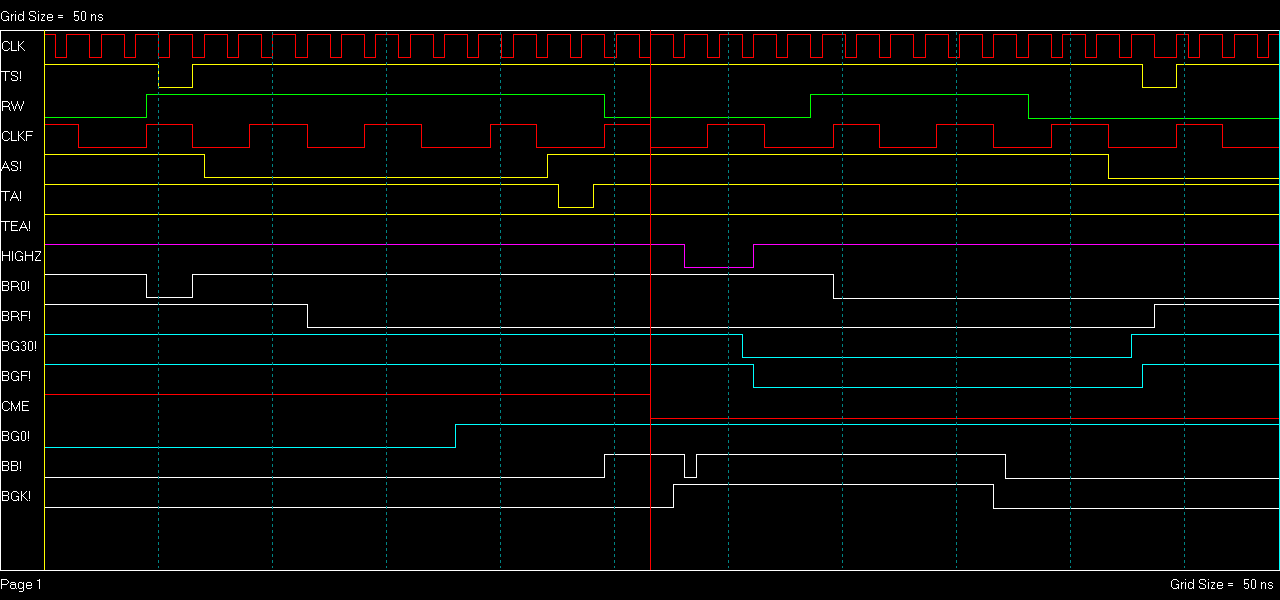 Grid Size = 50 ns
CLK
TS!
RW
CLKF
AS!
TA!
TEA!
HIGHZ
BR0!
BRF!
BG30!
BGF!
CME
BG0!
BB!
BGK!
Page 1
Grid Size = 50 ns